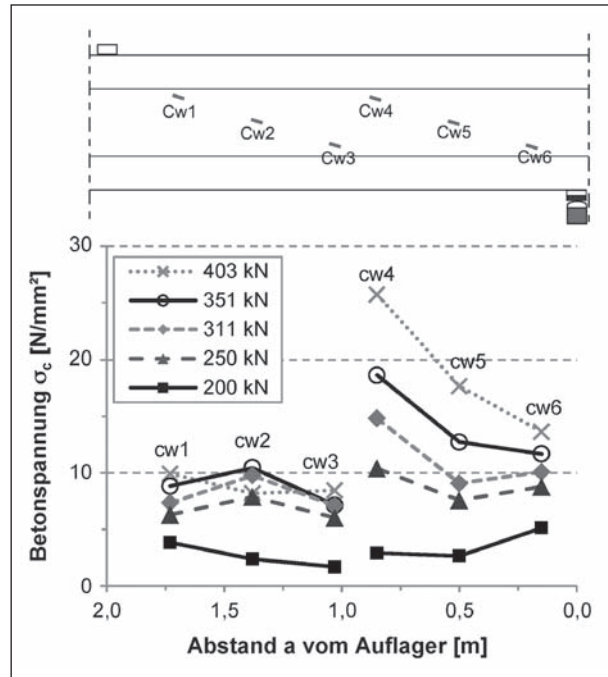 Cw1
Cw2
Cw3
Cw4
Cw5
Cw6
30
20
10
0
Betonspannung σc [N/mm²]
403 kN
351 kN
311 kN
250 kN
200 kN
cw1
cw2
cw3
cw4
cw5
cw6
2,0
1,5
1,0
0,5
0,0
Abstand a vom Auflager [m]